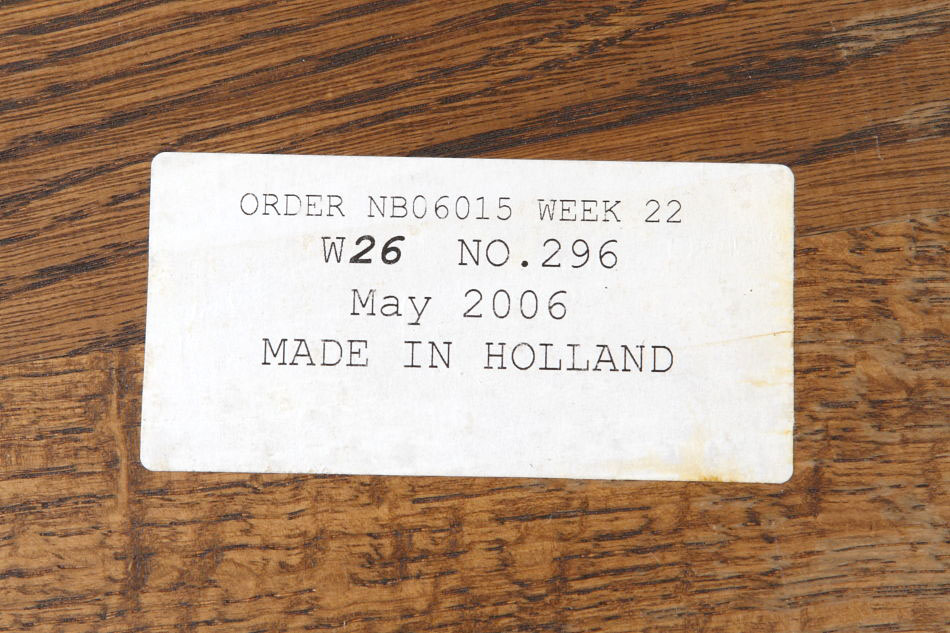 ORDER NB06015 WEEK 22
W26 NO.296
May 2006
MADE IN HOLLAND